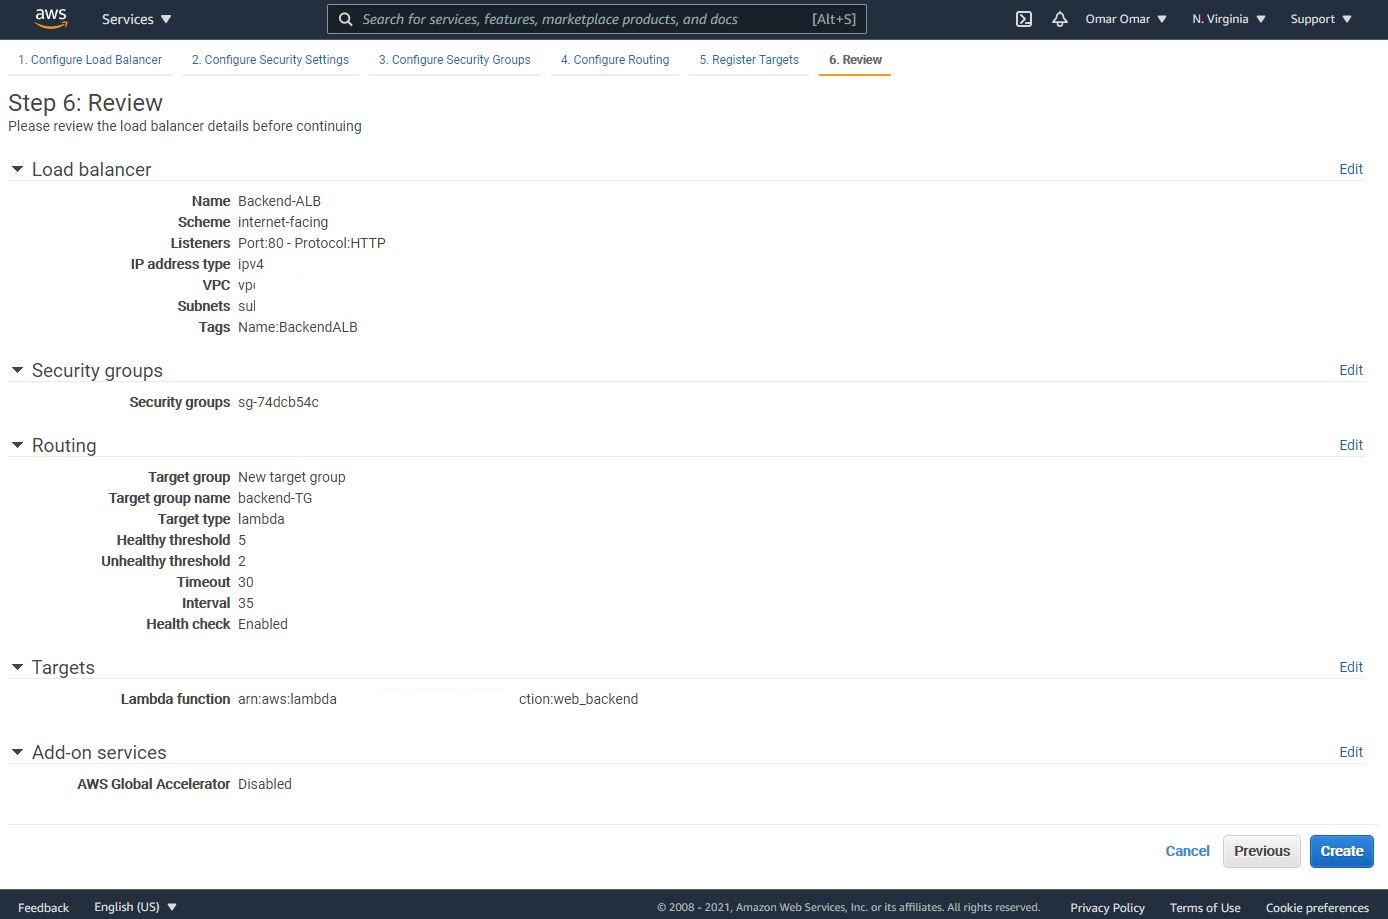 aws Services Search for services, features, marketplace products, and docs [Alt+S] Omar Omar N. Virginia Support
1. Configure Load Balancer 2. Configure Security Settings 3. Configure Security Groups 4. Configure Routing 5. Register Targets 6. Review
Step 6: Review
Please review the load balancer details before continuing
Load balancer Edit
Name Backend-ALB
Scheme internet-facing
Listeners Port:80 - Protocol:HTTP
IP address type ipv4
VPC
Subnets
Tags Name:BackendALB
Security groups Edit
Security groups sg-74dcb54c
Routing Edit
Target group New target group
Target group name backend-TG
Target type lambda
Healthy threshold 5
Unhealthy threshold 2
Timeout 30
Interval 35
Health check Enabled
Targets Edit
Lambda function arn:aws:lambda ction:web_backend
Add-on services Edit
AWS Global Accelerator Disabled
Cancel Previous Create
Feedback English (US) © 2008 - 2021, Amazon Web Services, Inc. or its affiliates. All rights reserved. Privacy Policy Terms of Use Cookie preferences